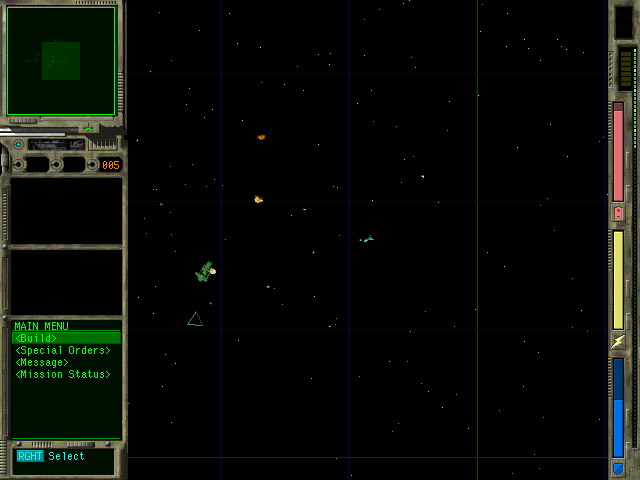 005
MAIN MENU
<Build>
<Special Orders>
<Message>
<Mission Status>
RGHT Select